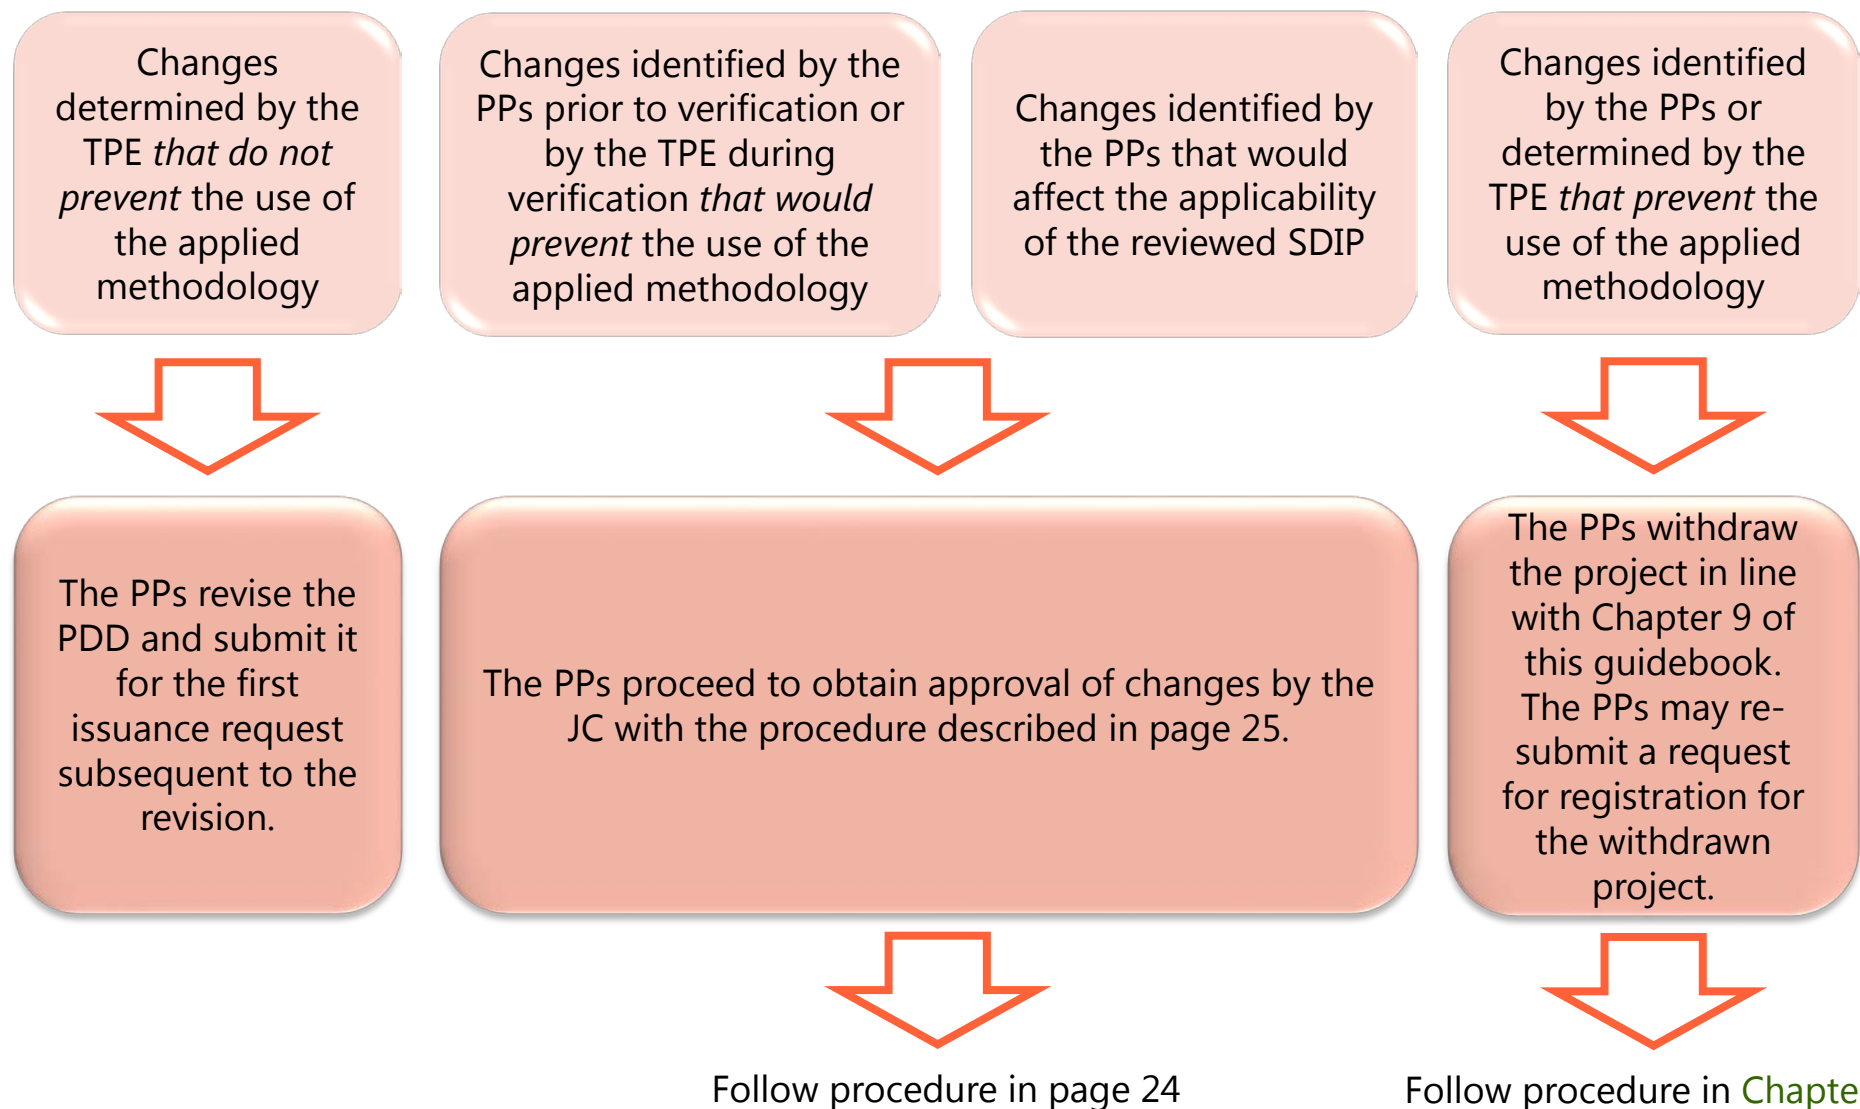 Changes
determined by the
TPE that do not
prevent the use of
the applied
methodology
Changes identified by the
PPs prior to verification or
by the TPE during
verification that would
prevent the use of the
applied methodology
Changes identified by
the PPs that would
affect the applicability
of the reviewed SDIP
Changes identified
by the PPs or
determined by the
TPE that prevent the
use of the applied
methodology
The PPs revise the
PDD and submit it
for the first
issuance request
subsequent to the
revision.
The PPs proceed to obtain approval of changes by the
JC with the procedure described in page 25.
The PPs withdraw
the project in line
with Chapter 9 of
this guidebook.
The PPs may re-
submit a request
for registration for
the withdrawn
project.
Follow procedure in page 24
Follow procedure in Chapte